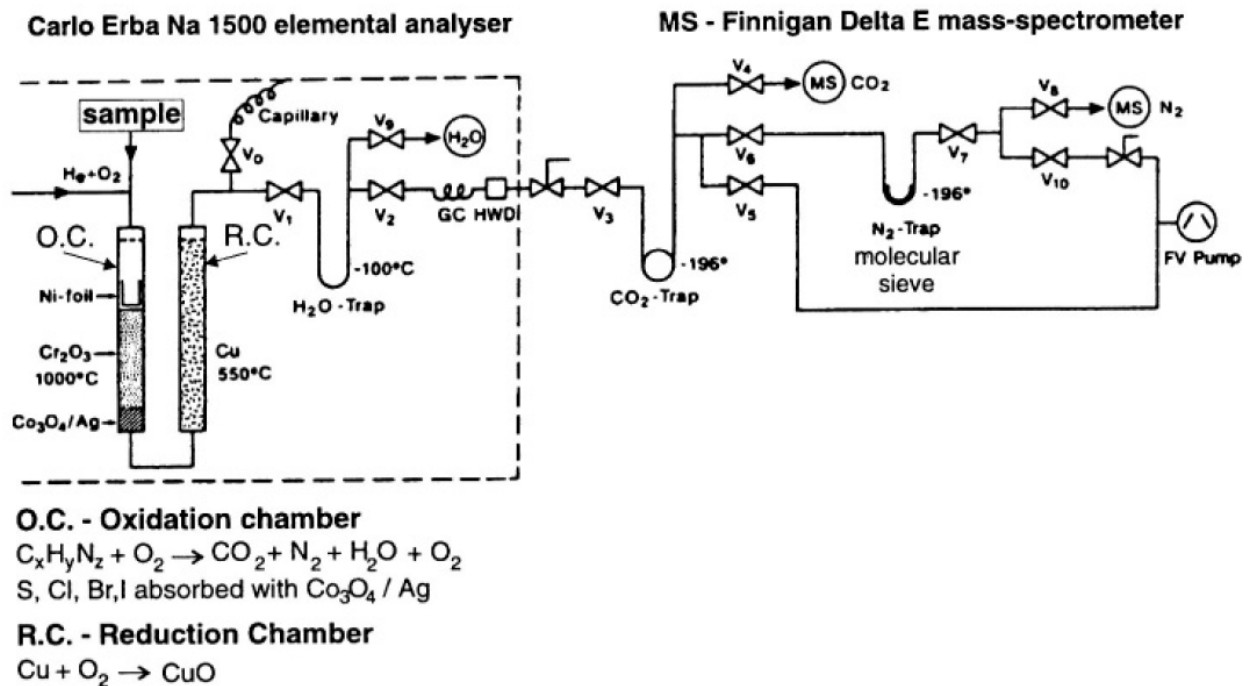 Carlo Erba Na 1500 elemental analyser
MS - Finnigan Delta E mass-spectrometer
sample
Capillary
V₀
He+O₂
O.C.
R.C.
Ni-foil
Cr₂O₃
1000°C
Co₃O₄/Ag
Cu
550°C
V₁
V₉
H₂O
V₂
GC
HWD
-100°C
H₂O-Trap
V₃
V₄
MS
CO₂
V₆
V₅
-196°
CO₂-Trap
V₇
V₈
MS
N₂
V₁₀
-196°
N₂-Trap
molecular
sieve
FV Pump
O.C. - Oxidation chamber
CₓHᵧN_z + O₂ → CO₂ + N₂ + H₂O + O₂
S, Cl, Br,I absorbed with Co₃O₄ / Ag
R.C. - Reduction Chamber
Cu + O₂ → CuO